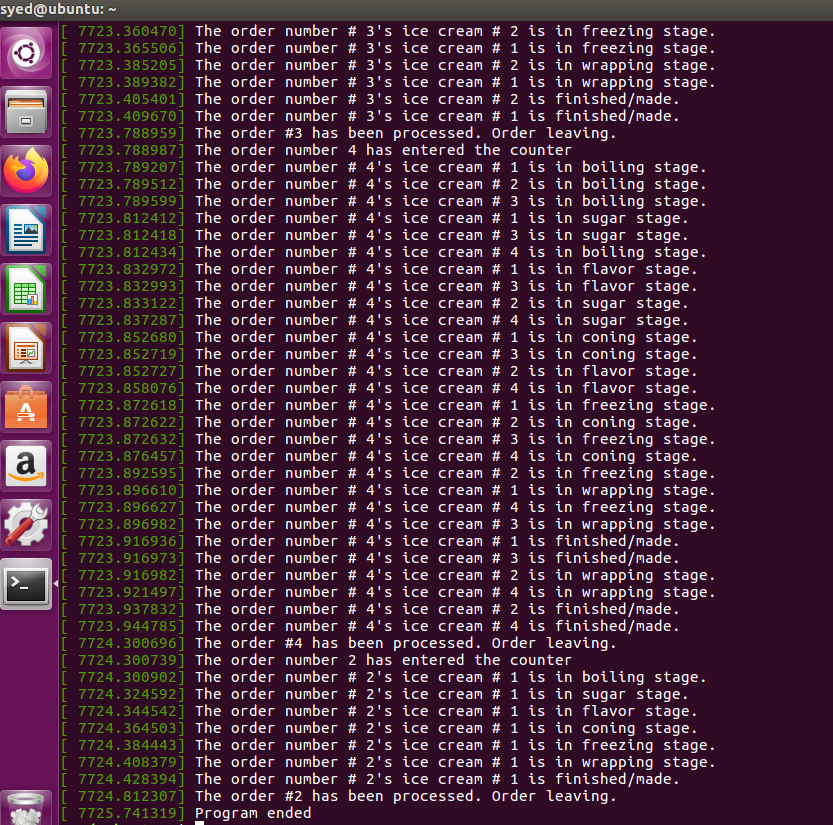 syed@ubuntu: ~
[ 7723.360470] The order number # 3's ice cream # 2 is in freezing stage.
[ 7723.365506] The order number # 3's ice cream # 1 is in freezing stage.
[ 7723.385205] The order number # 3's ice cream # 2 is in wrapping stage.
[ 7723.389382] The order number # 3's ice cream # 1 is in wrapping stage.
[ 7723.405401] The order number # 3's ice cream # 2 is finished/made.
[ 7723.409670] The order number # 3's ice cream # 1 is finished/made.
[ 7723.788959] The order #3 has been processed. Order leaving.
[ 7723.788987] The order number 4 has entered the counter
[ 7723.789207] The order number # 4's ice cream # 1 is in boiling stage.
[ 7723.789512] The order number # 4's ice cream # 2 is in boiling stage.
[ 7723.789599] The order number # 4's ice cream # 3 is in boiling stage.
[ 7723.812412] The order number # 4's ice cream # 1 is in sugar stage.
[ 7723.812418] The order number # 4's ice cream # 3 is in sugar stage.
[ 7723.812434] The order number # 4's ice cream # 4 is in boiling stage.
[ 7723.832972] The order number # 4's ice cream # 1 is in flavor stage.
[ 7723.832993] The order number # 4's ice cream # 3 is in flavor stage.
[ 7723.833122] The order number # 4's ice cream # 2 is in sugar stage.
[ 7723.837287] The order number # 4's ice cream # 4 is in sugar stage.
[ 7723.852680] The order number # 4's ice cream # 1 is in coning stage.
[ 7723.852719] The order number # 4's ice cream # 3 is in coning stage.
[ 7723.852727] The order number # 4's ice cream # 2 is in flavor stage.
[ 7723.858076] The order number # 4's ice cream # 4 is in flavor stage.
[ 7723.872618] The order number # 4's ice cream # 1 is in freezing stage.
[ 7723.872622] The order number # 4's ice cream # 2 is in coning stage.
[ 7723.872632] The order number # 4's ice cream # 3 is in freezing stage.
[ 7723.876457] The order number # 4's ice cream # 4 is in coning stage.
[ 7723.892595] The order number # 4's ice cream # 2 is in freezing stage.
[ 7723.896610] The order number # 4's ice cream # 1 is in wrapping stage.
[ 7723.896627] The order number # 4's ice cream # 4 is in freezing stage.
[ 7723.896982] The order number # 4's ice cream # 3 is in wrapping stage.
[ 7723.916936] The order number # 4's ice cream # 1 is finished/made.
[ 7723.916973] The order number # 4's ice cream # 3 is finished/made.
[ 7723.916982] The order number # 4's ice cream # 2 is in wrapping stage.
[ 7723.921497] The order number # 4's ice cream # 4 is in wrapping stage.
[ 7723.937832] The order number # 4's ice cream # 2 is finished/made.
[ 7723.944785] The order number # 4's ice cream # 4 is finished/made.
[ 7724.300696] The order #4 has been processed. Order leaving.
[ 7724.300739] The order number 2 has entered the counter
[ 7724.300902] The order number # 2's ice cream # 1 is in boiling stage.
[ 7724.324592] The order number # 2's ice cream # 1 is in sugar stage.
[ 7724.344542] The order number # 2's ice cream # 1 is in flavor stage.
[ 7724.364503] The order number # 2's ice cream # 1 is in coning stage.
[ 7724.384443] The order number # 2's ice cream # 1 is in freezing stage.
[ 7724.408379] The order number # 2's ice cream # 1 is in wrapping stage.
[ 7724.428394] The order number # 2's ice cream # 1 is finished/made.
[ 7724.812307] The order #2 has been processed. Order leaving.
[ 7725.741319] Program ended